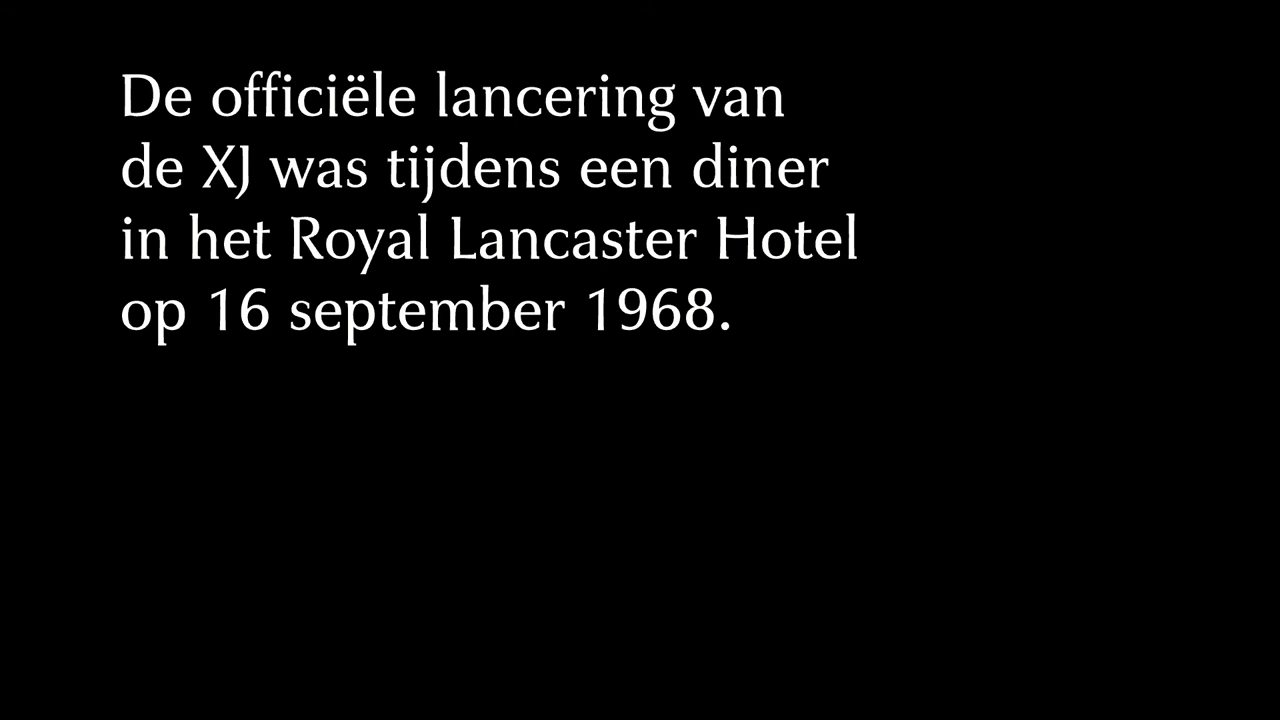 De officiële lancering van
de XJ was tijdens een diner
in het Royal Lancaster Hotel
op 16 september 1968.